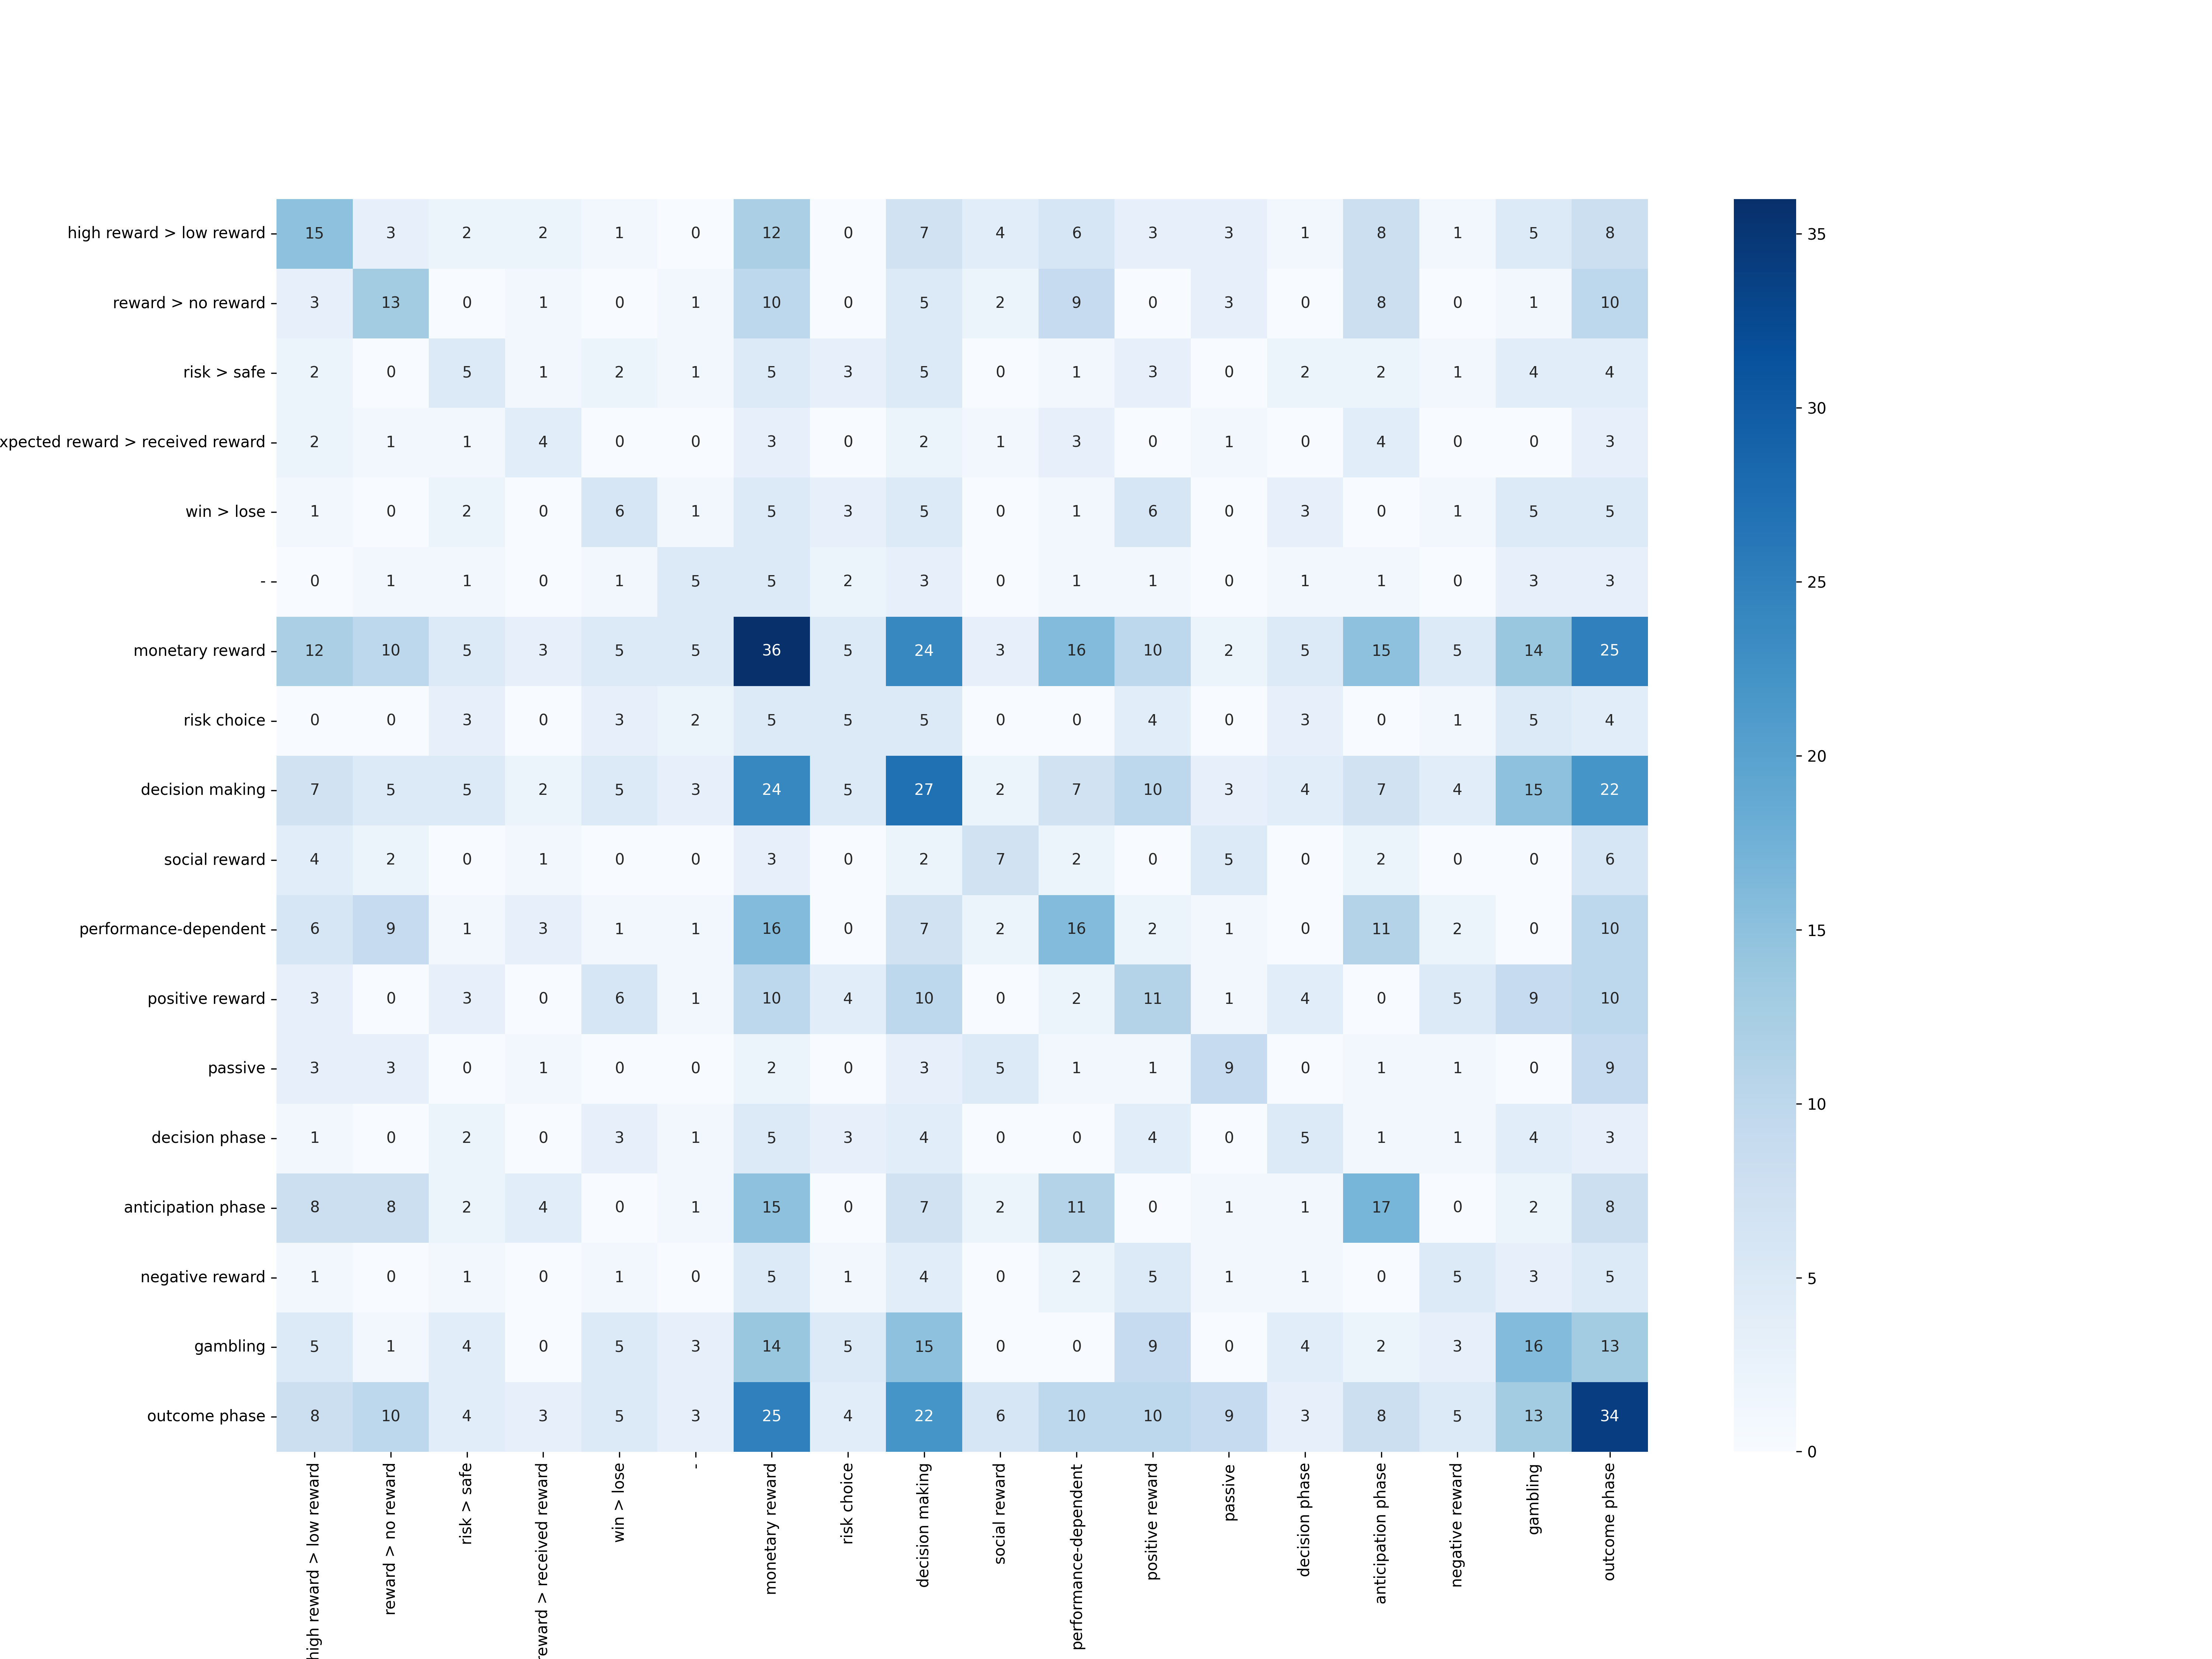 high reward > low reward 15 3 2 2 1 0 12 0 7 4 6 3 3 1 8 1 5 8
reward > no reward 3 13 0 1 0 1 10 0 5 2 9 0 3 0 8 0 1 10
risk > safe 2 0 5 1 2 1 5 3 5 0 1 3 0 2 2 1 4 4
xpected reward > received reward 2 1 1 4 0 0 3 0 2 1 3 0 1 0 4 0 0 3
win > lose 1 0 2 0 6 1 5 3 5 0 1 6 0 3 0 1 5 5
- 0 1 1 0 1 5 5 2 3 0 1 1 0 1 1 0 3 3
monetary reward 12 10 5 3 5 5 36 5 24 3 16 10 2 5 15 5 14 25
risk choice 0 0 3 0 3 2 5 5 5 0 0 4 0 3 0 1 5 4
decision making 7 5 5 2 5 3 24 5 27 2 7 10 3 4 7 4 15 22
social reward 4 2 0 1 0 0 3 0 2 7 2 0 5 0 2 0 0 6
performance-dependent 6 9 1 3 1 1 16 0 7 2 16 2 1 0 11 2 0 10
positive reward 3 0 3 0 6 1 10 4 10 0 2 11 1 4 0 5 9 10
passive 3 3 0 1 0 0 2 0 3 5 1 1 9 0 1 1 0 9
decision phase 1 0 2 0 3 1 5 3 4 0 0 4 0 5 1 1 4 3
anticipation phase 8 8 2 4 0 1 15 0 7 2 11 0 1 1 17 0 2 8
negative reward 1 0 1 0 1 0 5 1 4 0 2 5 1 1 0 5 3 5
gambling 5 1 4 0 5 3 14 5 15 0 0 9 0 4 2 3 16 13
outcome phase 8 10 4 3 5 3 25 4 22 6 10 10 9 3 8 5 13 34
high reward > low reward
reward > no reward
risk > safe
reward > received reward
win > lose
-
monetary reward
risk choice
decision making
social reward
performance-dependent
positive reward
passive
decision phase
anticipation phase
negative reward
gambling
outcome phase
35
30
25
20
15
10
5
0